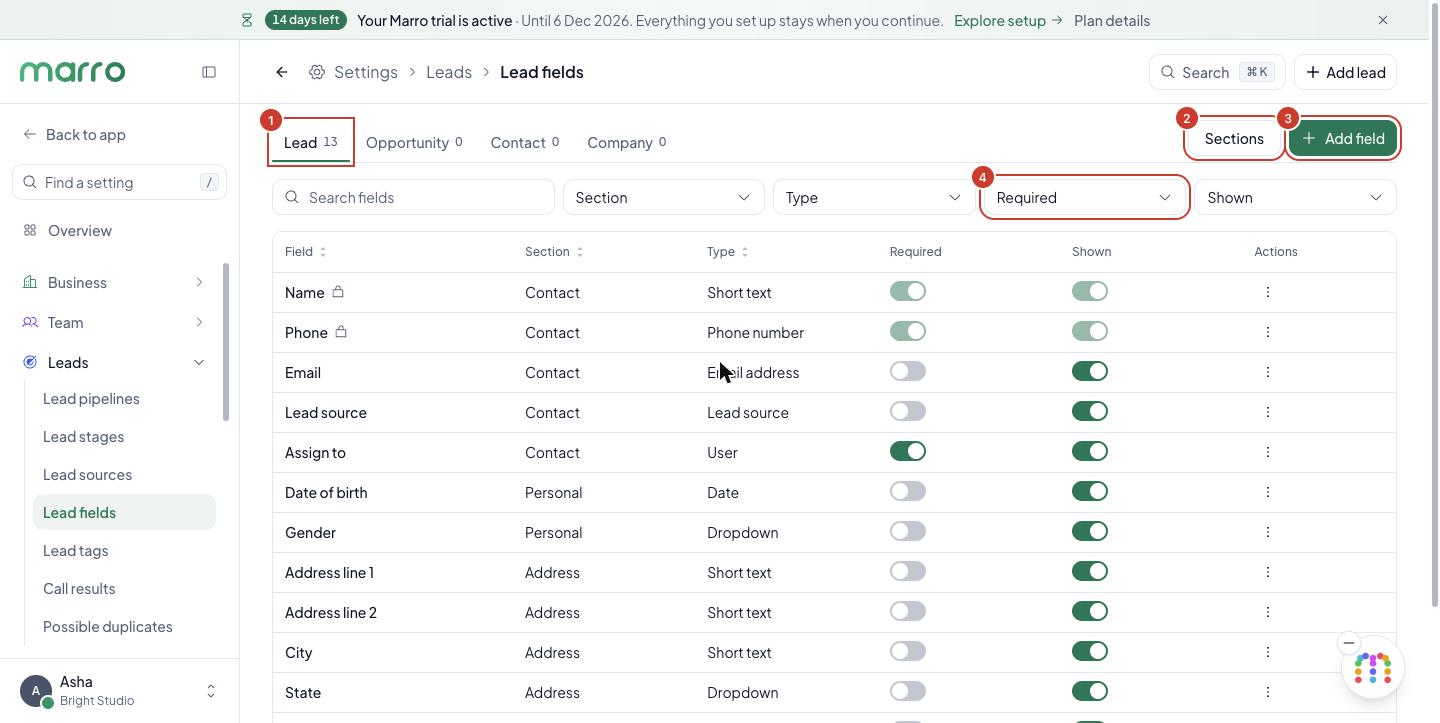 14 days left Your Marro trial is active · Until 6 Dec 2026. Everything you set up stays when you continue. Explore setup → Plan details
marro
Settings > Leads > Lead fields
Search ⌘ K
+ Add lead
Back to app
Find a setting /
Overview
Business
Team
Leads
Lead pipelines
Lead stages
Lead sources
Lead fields
Lead tags
Call results
Possible duplicates
A Asha
Bright Studio
1 Lead 13 Opportunity 0 Contact 0 Company 0
2 Sections 3 + Add field
Search fields Section Type 4 Required Shown
Field Section Type Required Shown Actions
Name Contact Short text
Phone Contact Phone number
Email Contact
Lead source Contact Lead source
Assign to Contact User
Date of birth Personal Date
Gender Personal Dropdown
Address line 1 Address Short text
Address line 2 Address Short text
City Address Short text
State Address Dropdown